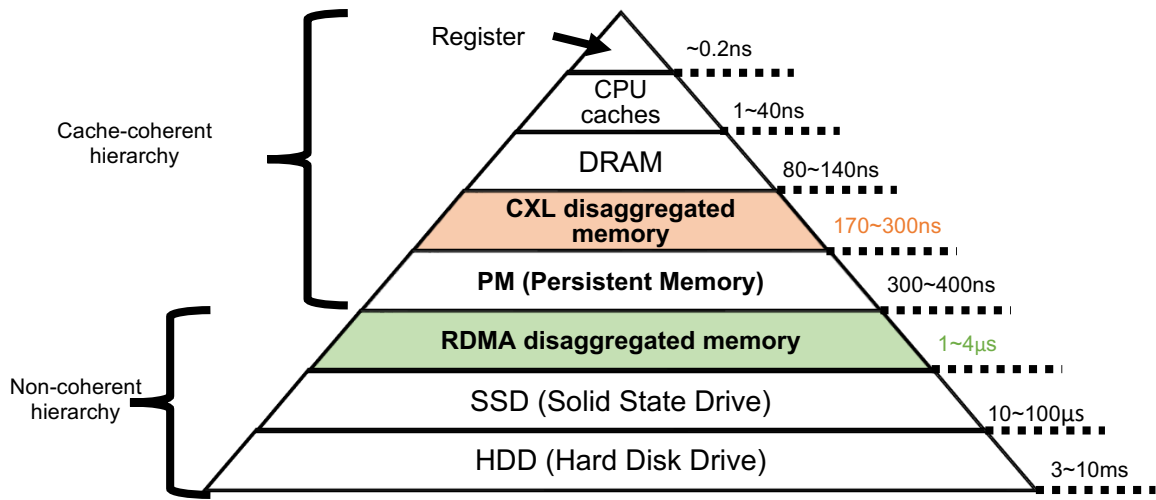 Register
~0.2ns
CPU
caches
1~40ns
Cache-coherent
hierarchy
DRAM
80~140ns
CXL disaggregated
memory
170~300ns
PM (Persistent Memory)
300~400ns
RDMA disaggregated memory
1~4μs
Non-coherent
hierarchy
SSD (Solid State Drive)
10~100μs
HDD (Hard Disk Drive)
3~10ms